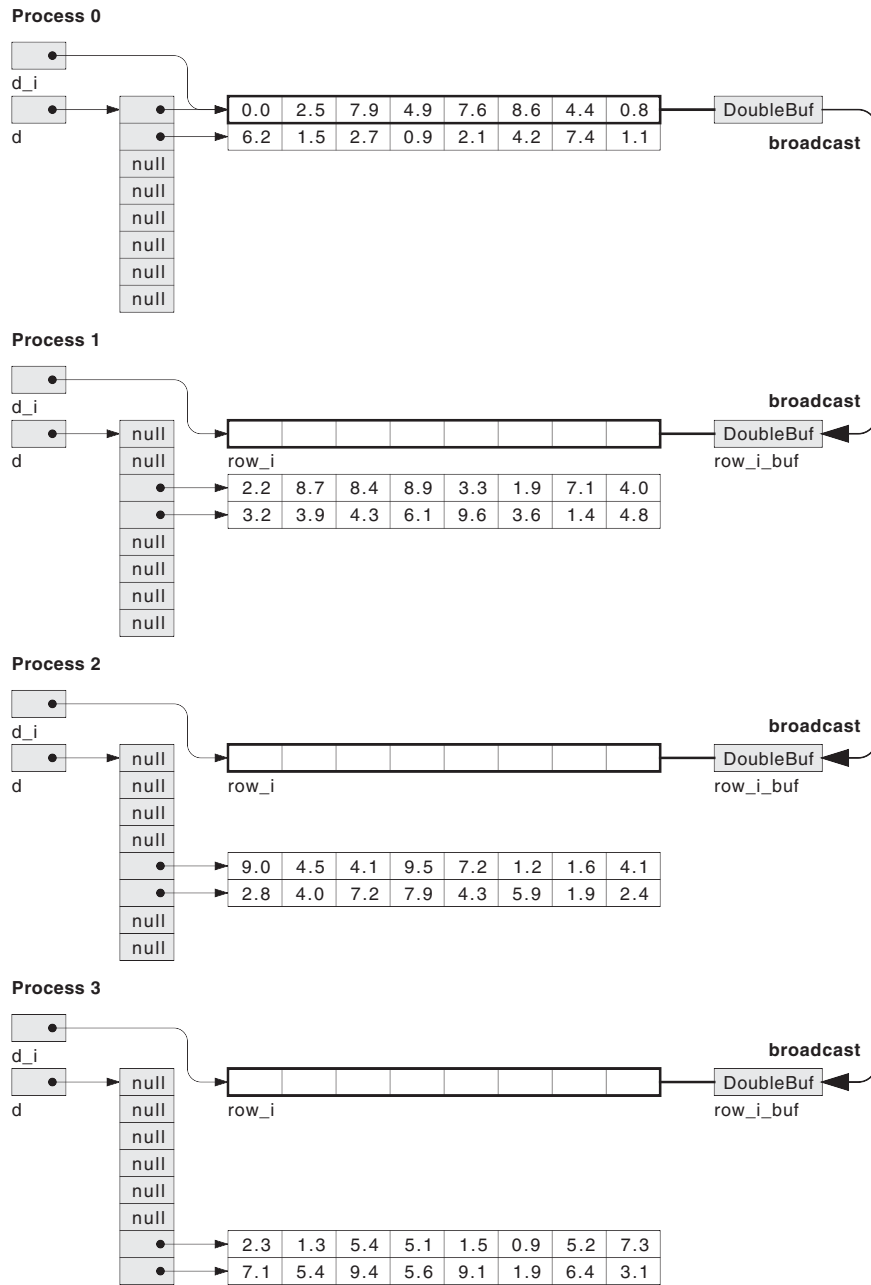 Process 0
d_i
0.0 2.5 7.9 4.9 7.6 8.6 4.4 0.8 DoubleBuf
d 6.2 1.5 2.7 0.9 2.1 4.2 7.4 1.1 broadcast
null
null
null
null
null
null
Process 1
d_i broadcast
null DoubleBuf
d null row_i row_i_buf
2.2 8.7 8.4 8.9 3.3 1.9 7.1 4.0
3.2 3.9 4.3 6.1 9.6 3.6 1.4 4.8
null
null
null
null
Process 2
d_i broadcast
null DoubleBuf
d null row_i row_i_buf
null
null
9.0 4.5 4.1 9.5 7.2 1.2 1.6 4.1
2.8 4.0 7.2 7.9 4.3 5.9 1.9 2.4
null
null
Process 3
d_i broadcast
null DoubleBuf
d null row_i row_i_buf
null
null
null
null
2.3 1.3 5.4 5.1 1.5 0.9 5.2 7.3
7.1 5.4 9.4 5.6 9.1 1.9 6.4 3.1